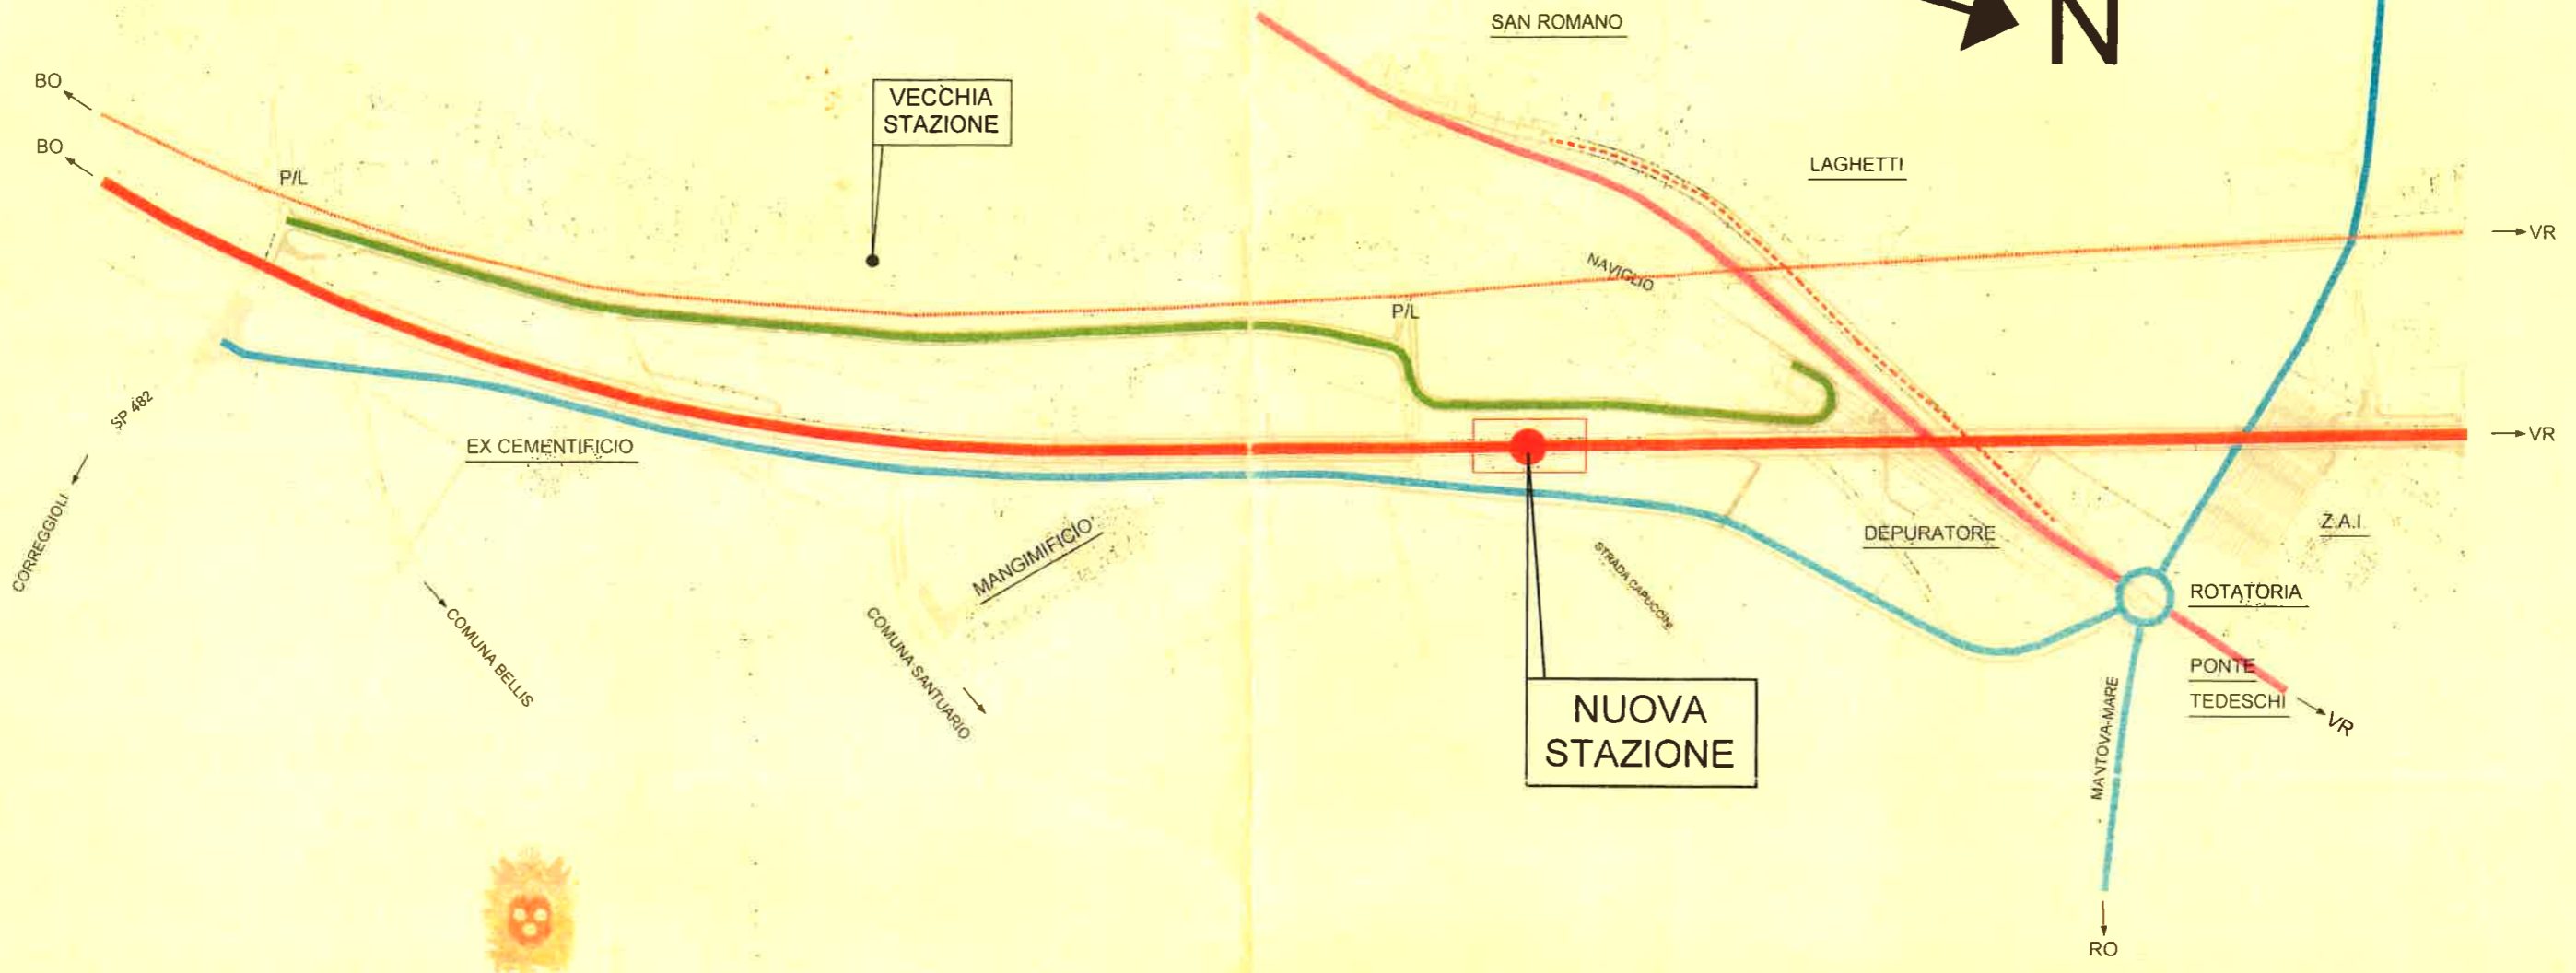 SAN ROMANO
N
BO
VECCHIA
STAZIONE
BO
P/L
LAGHETTI
VR
NAVIGLIO
P/L
VR
SP 482
EX CEMENTIFICIO
CORREGGIOLI
MANGIMIFICIO
DEPURATORE
Z.A.I
STRADA CAPUCCINI
COMUNA BELLIS
COMUNA SANTUARIO
ROTATORIA
PONTE
TEDESCHI
VR
NUOVA
STAZIONE
MANTOVA-MARE
RO